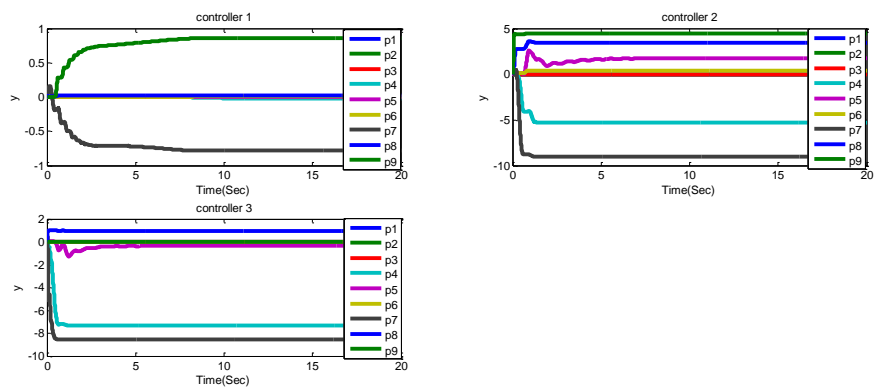 controller 1
1
0.5
0
-0.5
-1
y
0
5
10
15
20
Time(Sec)
p1
p2
p3
p4
p5
p6
p7
p8
p9
controller 2
5
0
-5
-10
y
0
5
10
15
20
Time(Sec)
p1
p2
p3
p4
p5
p6
p7
p8
p9
controller 3
2
0
-2
-4
-6
-8
-10
y
0
5
10
15
20
Time(Sec)
p1
p2
p3
p4
p5
p6
p7
p8
p9